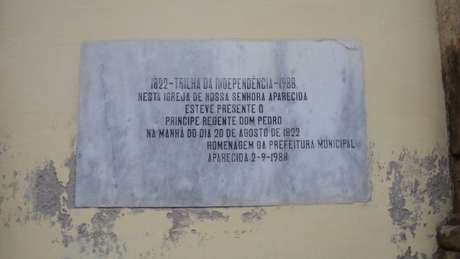 1822-TRILHA DA INDEPENDÊNCIA-1988
NESTA IGREJA DE NOSSA SENHORA APARECIDA
ESTEVE PRESENTE O
PRINCIPE REGENTE DOM PEDRO
NA MANHÃ DO DIA 20 DE AGOSTO DE 1822
HOMENAGEM DA PREFEITURA MUNICIPAL
APARECIDA 2-9-1988